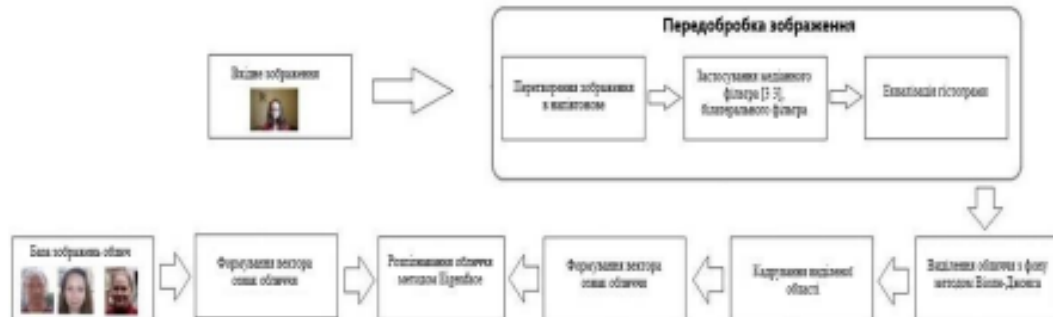 Передобробка зображення
Вхідне зображення
Перетворення зображення
в напівтонове
Застосування медіанного
фільтра [3 3],
білатерального фільтра
Еквалізація гістограми
База зображень облич
Формування вектора
ознак обличчя
Розпізнавання обличчя
методом Eigenface
Формування вектора
ознак обличчя
Кадрування виділеної
області
Виділення обличчя з фону
методом Віоли-Джонса